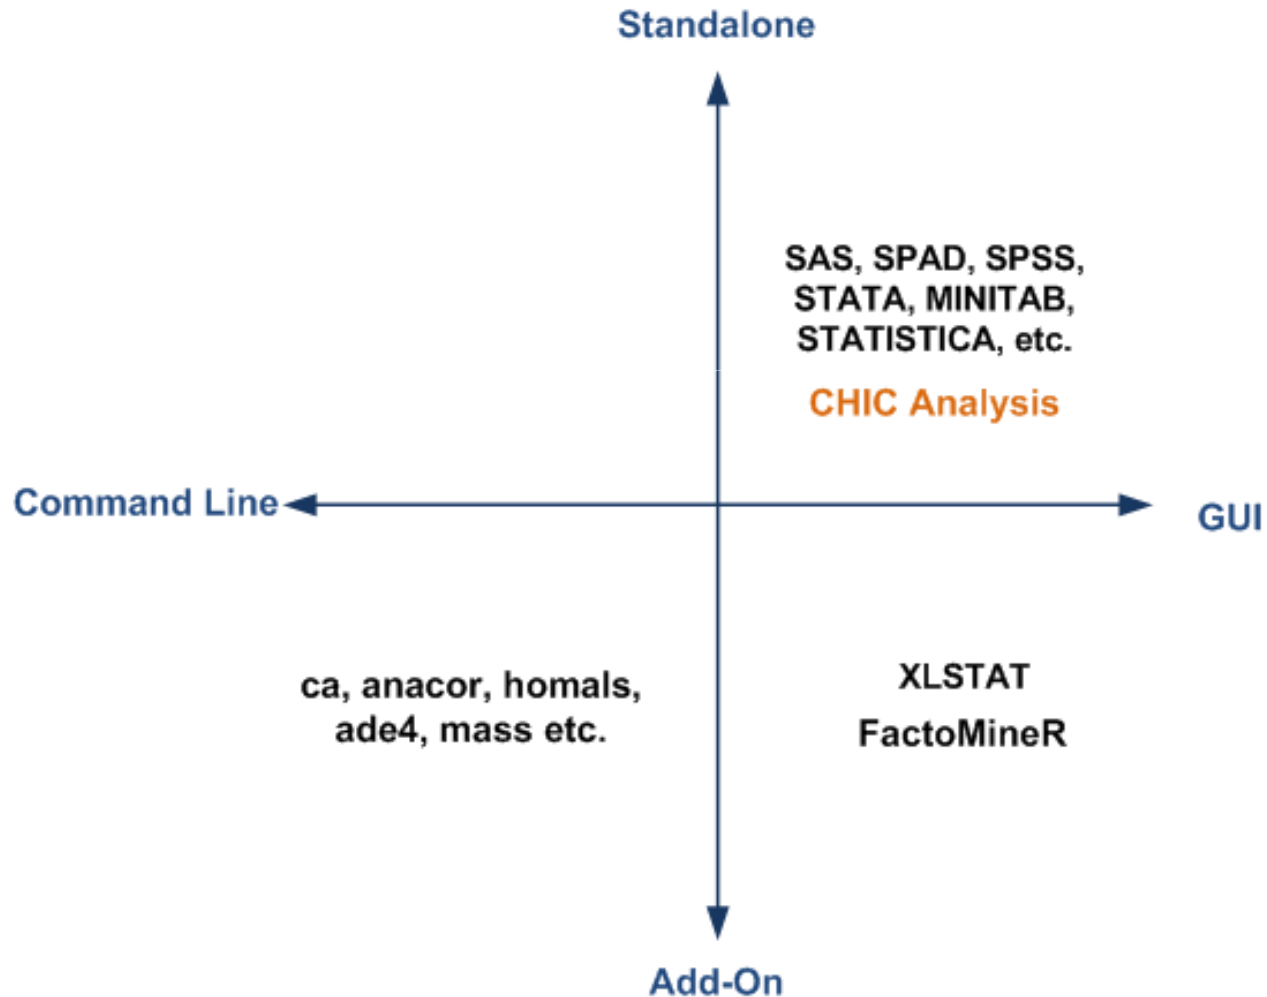 Standalone
SAS, SPAD, SPSS,
STATA, MINITAB,
STATISTICA, etc.
CHIC Analysis
Command Line
GUI
ca, anacor, homals,
ade4, mass etc.
XLSTAT
FactoMineR
Add-On